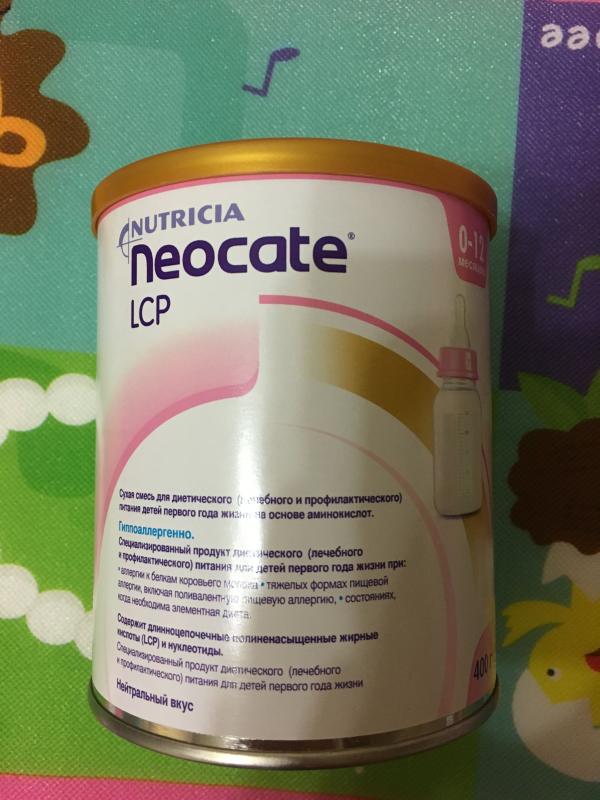 NUTRICIA
neocate®
LCP
0-12
месяцев
Сухая смесь для диетического (лечебного и профилактического)
питания детей первого года жизни на основе аминокислот.
Гипоаллергенно.
Специализированный продукт диетического (лечебного
и профилактического) питания для детей первого года жизни при:
• аллергии к белкам коровьего молока • тяжелых формах пищевой
аллергии, включая поливалентную пищевую аллергию, • состояниях,
когда необходима элементная диета.
Содержит длинноцепочечные полиненасыщенные жирные
кислоты (LCP) и нуклеотиды.
Специализированный продукт диетического (лечебного
и профилактического) питания для детей первого года жизни
Нейтральный вкус
400 г